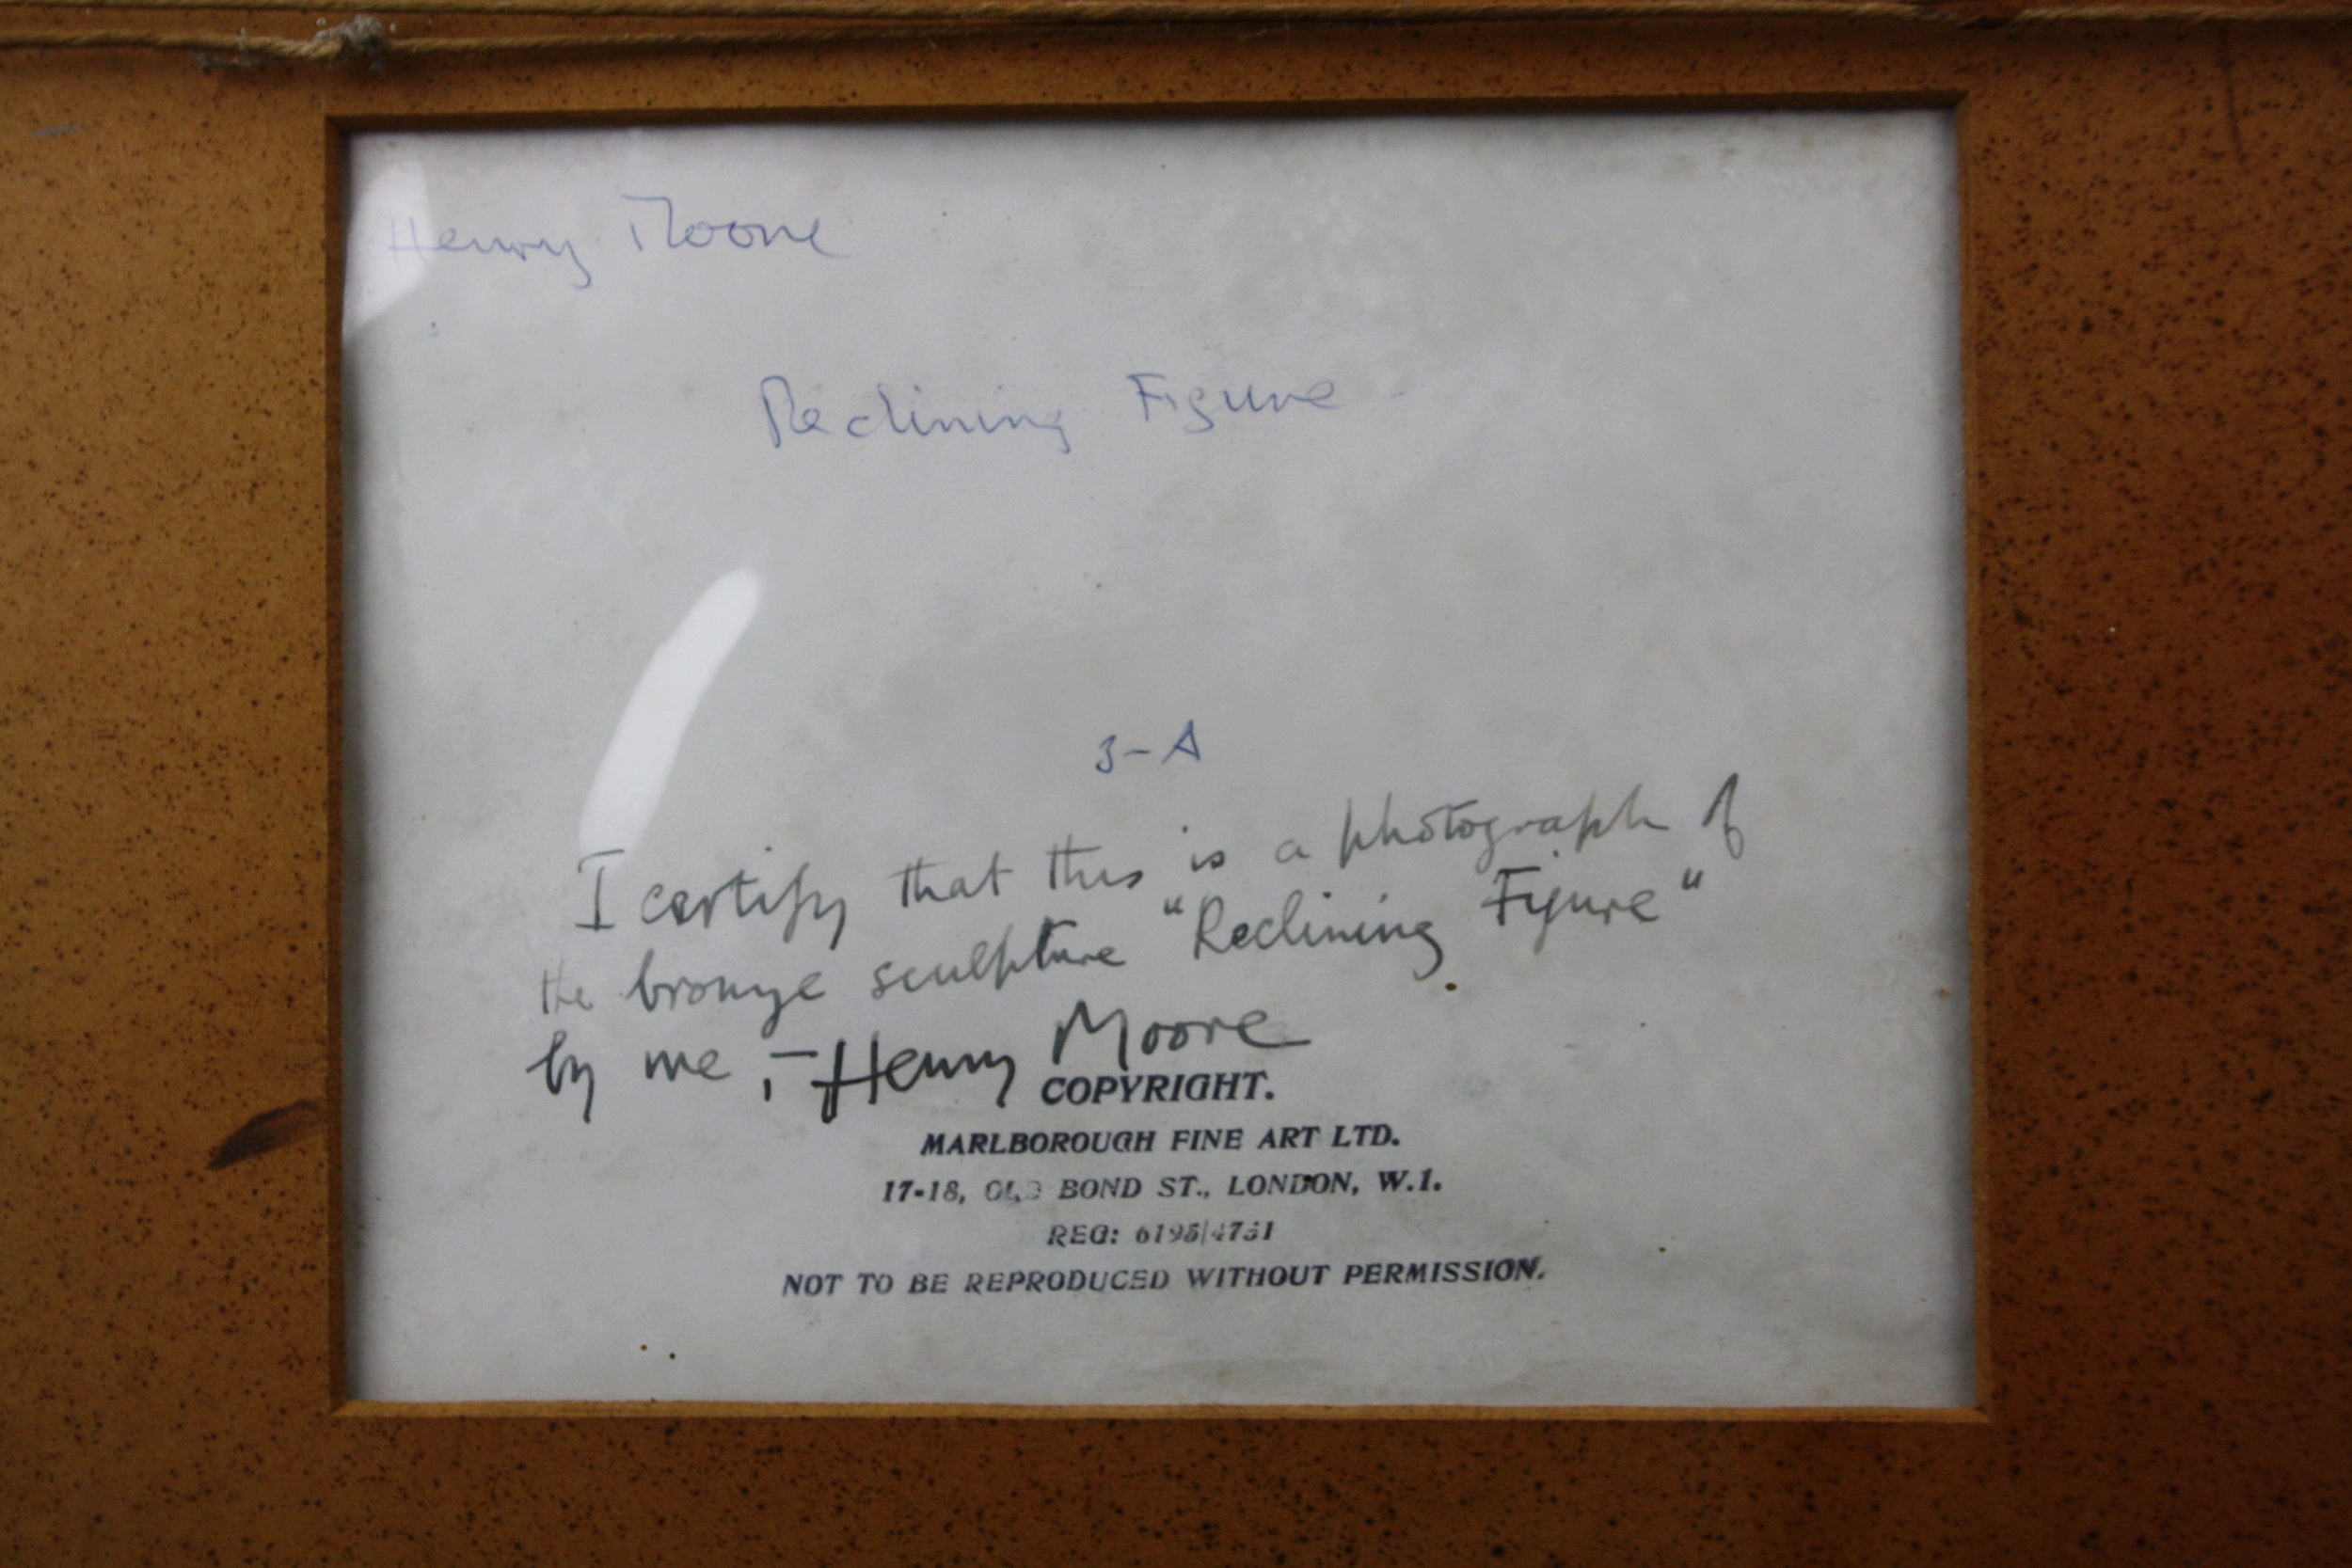 Henry Moore
Reclining Figure
3-A
I certify that this is a photograph of
the bronze sculpture "Reclining Figure"
by me,- Henry Moore
COPYRIGHT.
MARLBOROUGH FINE ART LTD.
17-18, OLD BOND ST., LONDON, W.1.
REG:
NOT TO BE REPRODUCED WITHOUT PERMISSION.